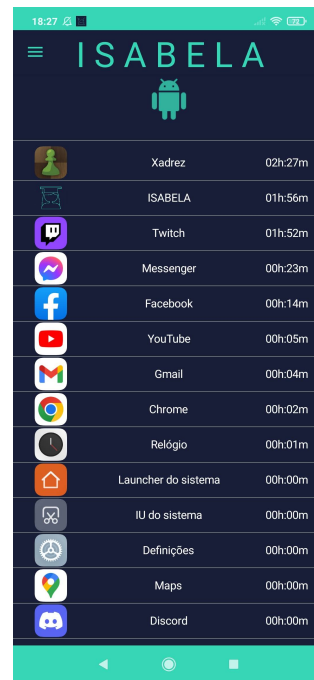 18:27
ISABELA
Xadrez 02h:27m
ISABELA 01h:56m
Twitch 01h:52m
Messenger 00h:23m
Facebook 00h:14m
YouTube 00h:05m
Gmail 00h:04m
Chrome 00h:02m
Relógio 00h:01m
Launcher do sistema 00h:00m
IU do sistema 00h:00m
Definições 00h:00m
Maps 00h:00m
Discord 00h:00m